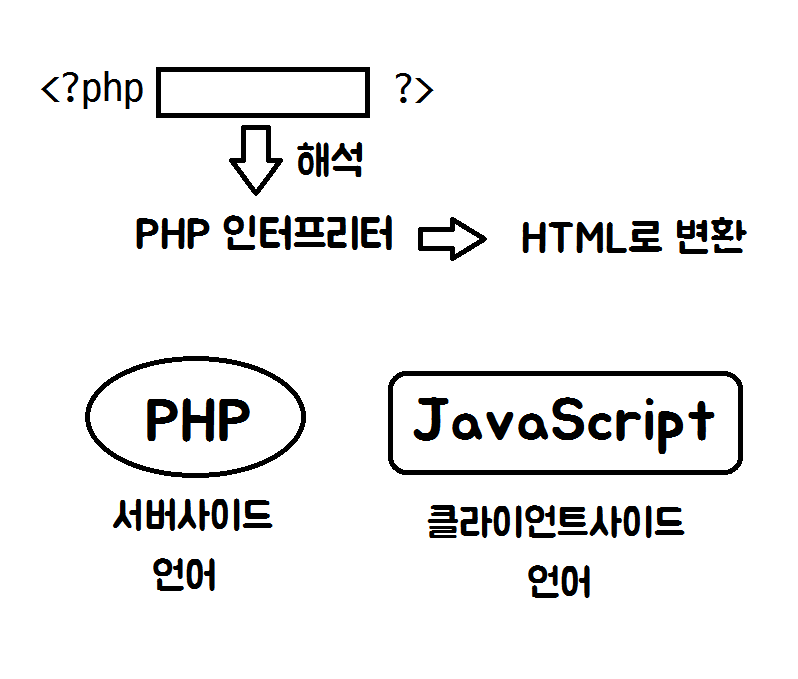 <?php ?>
해석
PHP 인터프리터 HTML로 변환
PHP JavaScript
서버사이드 클라이언트사이드
언어 언어